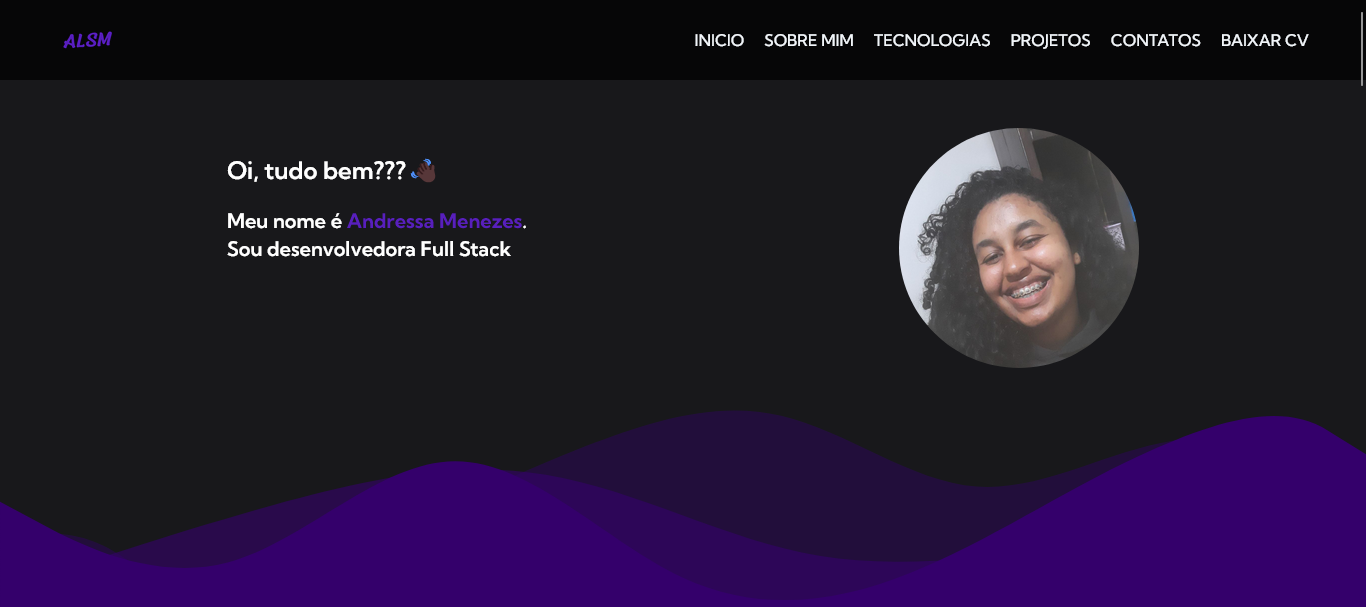 ALSM
INICIO SOBRE MIM TECNOLOGIAS PROJETOS CONTATOS BAIXAR CV
Oi, tudo bem??? 👋🏿
Meu nome é Andressa Menezes.
Sou desenvolvedora Full Stack